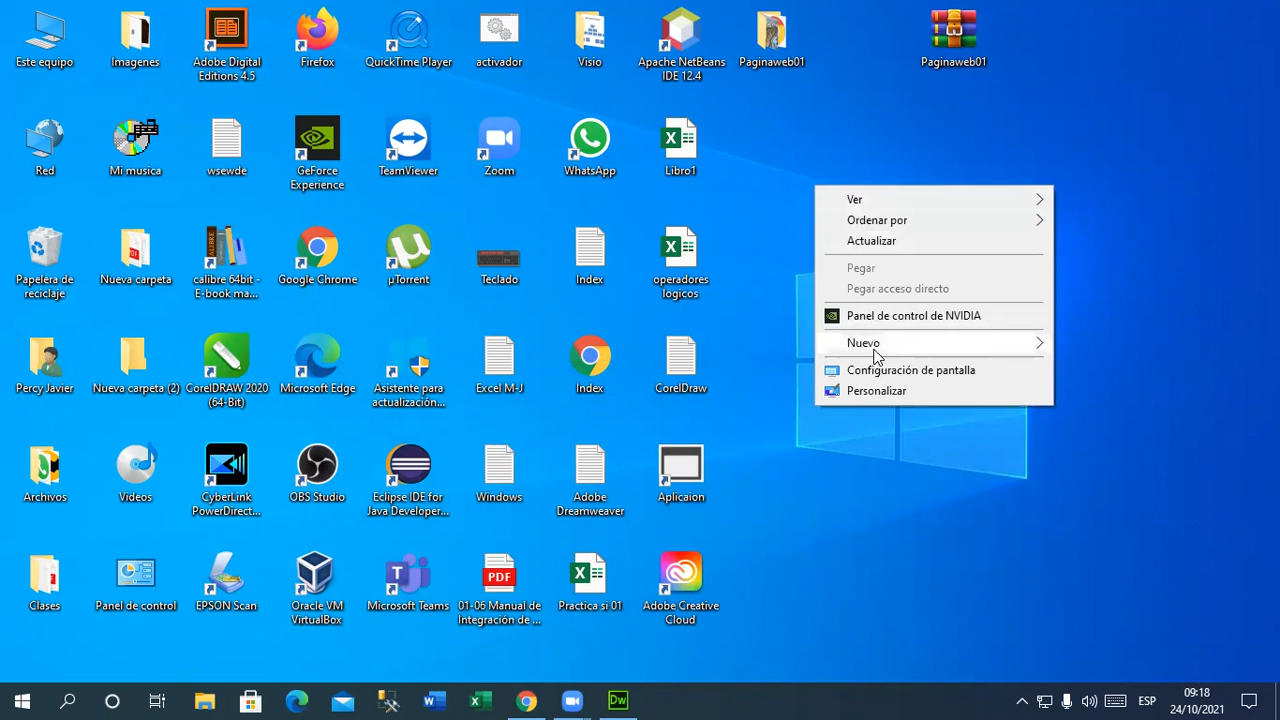 Este equipo
Imagenes
Adobe Digital
Editions 4.5
Firefox
QuickTime Player
activador
Visio
Apache NetBeans
IDE 12.4
Paginaweb01
Paginaweb01
Red
Mi musica
wsewde
GeForce
Experience
TeamViewer
Zoom
WhatsApp
Libro1
Papelera de
reciclaje
Nueva carpeta
calibre 64bit -
E-book ma...
Google Chrome
µTorrent
Teclado
Index
operadores
logicos
Percy Javier
Nueva carpeta (2)
CorelDRAW 2020
(64-Bit)
Microsoft Edge
Asistente para
actualización...
Excel M-J
Index
CorelDraw
Archivos
Videos
CyberLink
PowerDirect...
OBS Studio
Eclipse IDE for
Java Developer...
Windows
Adobe
Dreamweaver
Aplicaion
Clases
Panel de control
EPSON Scan
Oracle VM
VirtualBox
Microsoft Teams
PDF
01-06 Manual de
Integración de ...
Practica si 01
Adobe Creative
Cloud
Ver
Ordenar por
Actualizar
Pegar
Pegar acceso directo
Panel de control de NVIDIA
Nuevo
Configuración de pantalla
Personalizar
Dw
ESP
09:18
24/10/2021